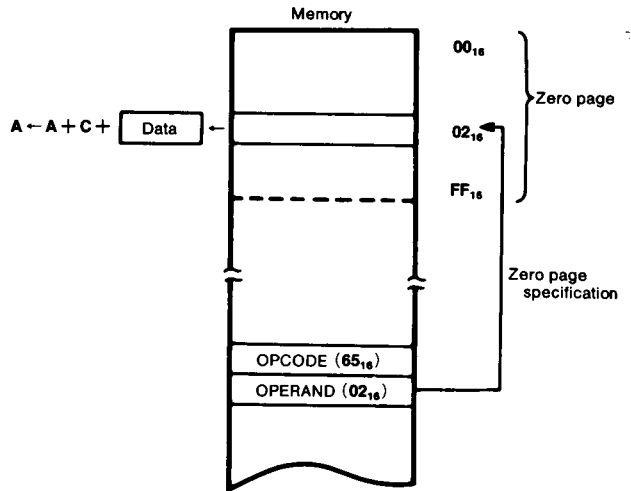 Memory
00₁₆
Zero page
A ← A + C + Data ←
02₁₆
FF₁₆
Zero page
specification
OPCODE (65₁₆)
OPERAND (02₁₆)